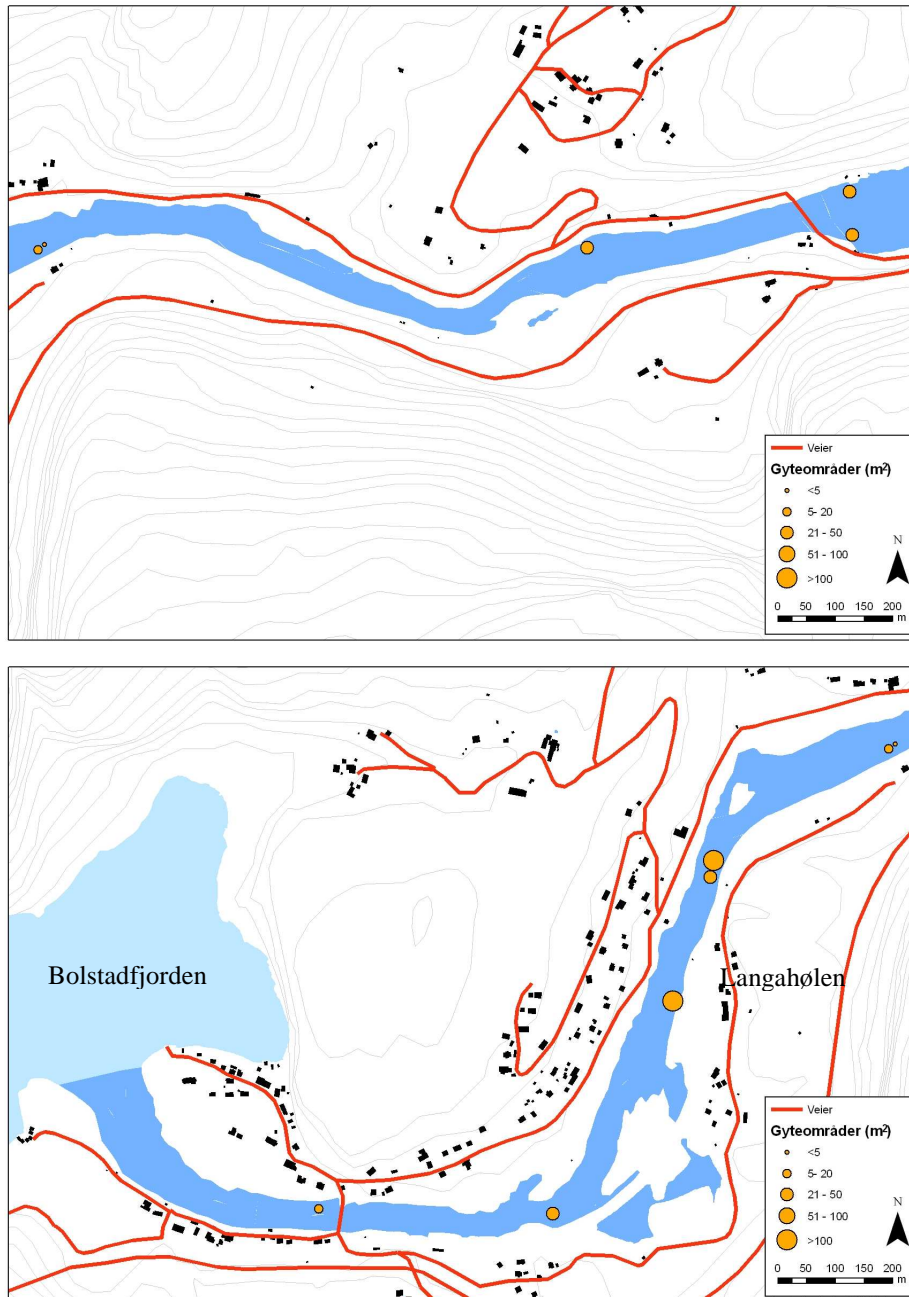 Veier
Gyteområder (m²)
<5
5- 20
21 - 50
51 - 100
>100
N
0 50 100 150 200
m
Bolstadfjorden
Langahølen
Veier
Gyteområder (m²)
<5
5- 20
21 - 50
51 - 100
>100
N
0 50 100 150 200
m